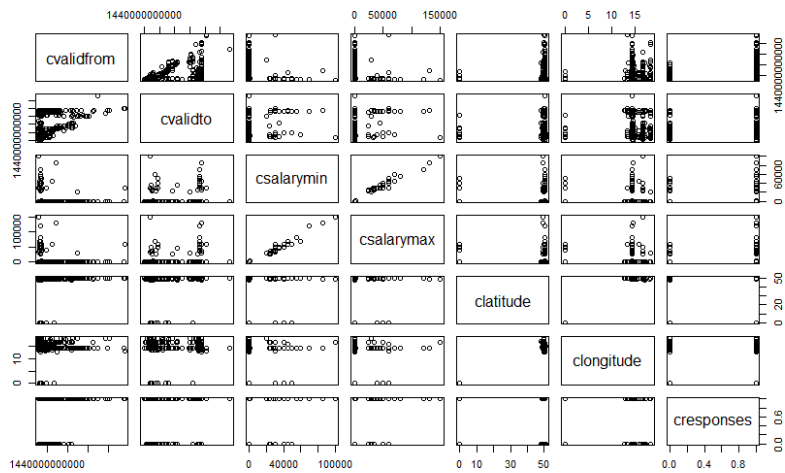 1440000000000 0 50000 150000 0 5 15
cvalidfrom 1440000000000
cvalidto
1440000000000 csalarymin 0 60000
0 100000 csalarymax
clatitude 0 20 50
0 10 clongitude
cresponses 0.0 0.6
1440000000000 0 40000 100000 0 10 30 50 0.0 0.4 0.8